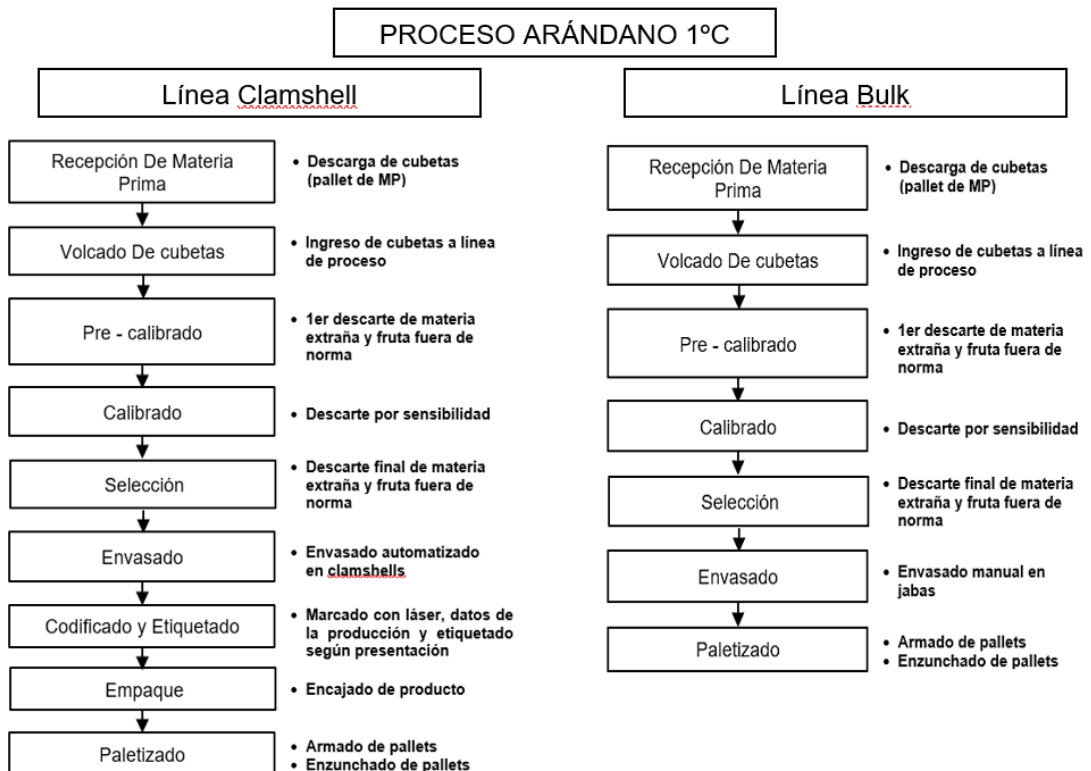 PROCESO ARÁNDANO 1ºC
Línea Clamshell
Recepción De Materia
Prima
• Descarga de cubetas
(pallet de MP)
Volcado De cubetas
• Ingreso de cubetas a línea
de proceso
Pre - calibrado
• 1er descarte de materia
extraña y fruta fuera de
norma
Calibrado
• Descarte por sensibilidad
Selección
• Descarte final de materia
extraña y fruta fuera de
norma
Envasado
• Envasado automatizado
en clamshells
Codificado y Etiquetado
• Marcado con láser, datos de
la producción y etiquetado
según presentación
Empaque
• Encajado de producto
Paletizado
• Armado de pallets
• Enzunchado de pallets
Línea Bulk
Recepción De Materia
Prima
• Descarga de cubetas
(pallet de MP)
Volcado De cubetas
• Ingreso de cubetas a línea
de proceso
Pre - calibrado
• 1er descarte de materia
extraña y fruta fuera de
norma
Calibrado
• Descarte por sensibilidad
Selección
• Descarte final de materia
extraña y fruta fuera de
norma
Envasado
• Envasado manual en
jabas
Paletizado
• Armado de pallets
• Enzunchado de pallets